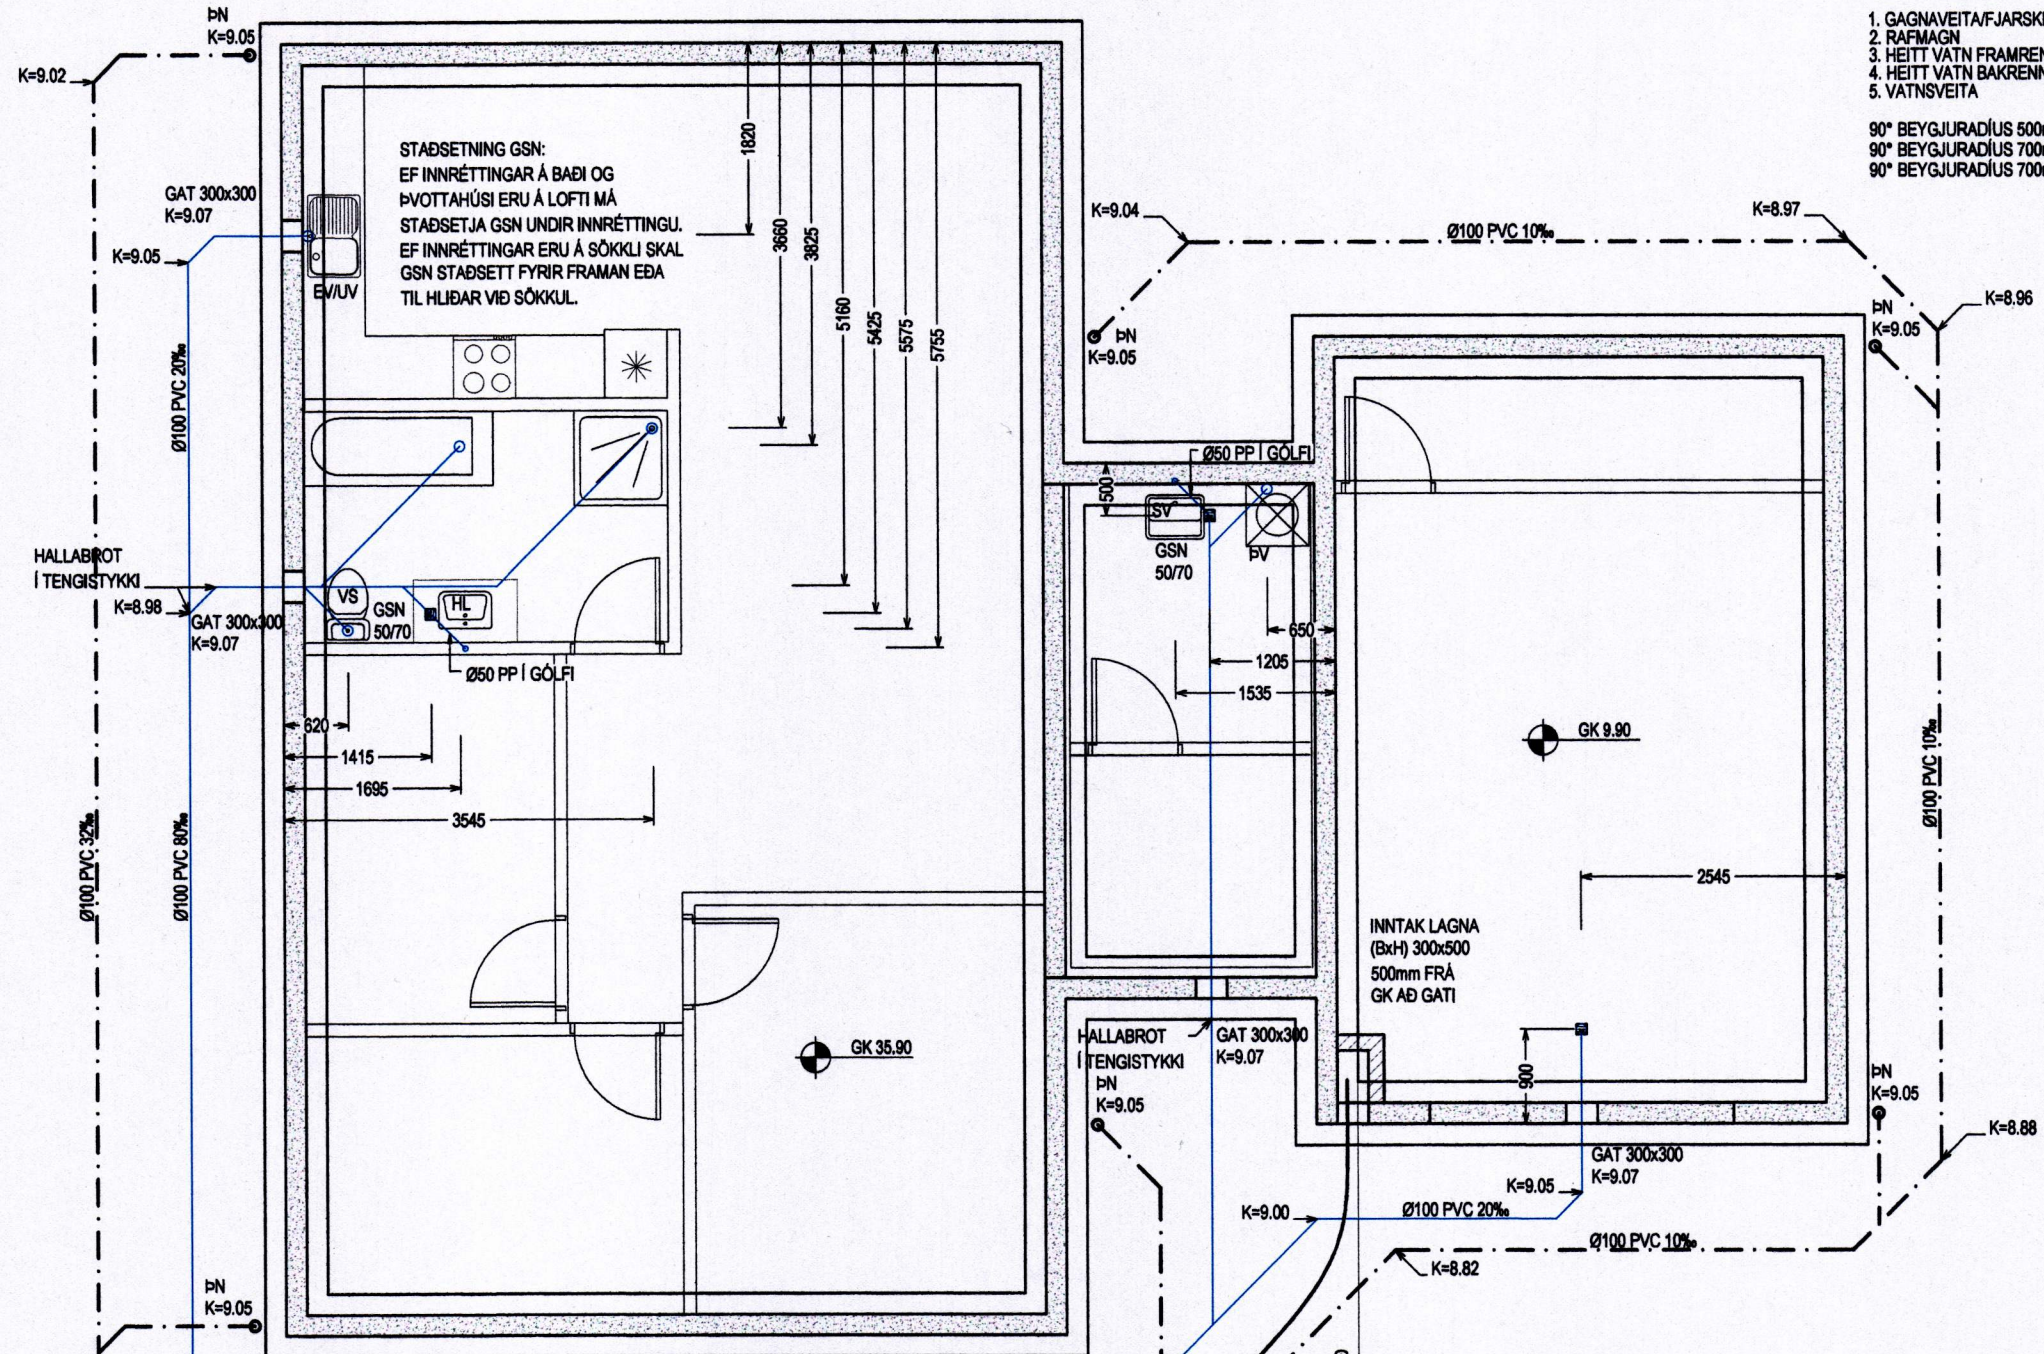 1. GAGNAVEITA/FJARSK
2. RAFMAGN
3. HEITT VATN FRAMREN
4. HEITT VATN BAKREN
5. VATNSVEITA
90° BEYGJURADÍUS 500
90° BEYGJURADÍUS 700
90° BEYGJURADÍUS 700
ÞN
K=9.05
K=9.02
STAÐSETNING GSN:
EF INNRÉTTINGAR Á BAÐI OG
ÞVOTTAHÚSI ERU Á LOFTI MÁ
STAÐSETJA GSN UNDIR INNRÉTTINGU.
EF INNRÉTTINGAR ERU Á SÖKKLI SKAL
GSN STAÐSETT FYRIR FRAMAN EÐA
TIL HLIÐAR VIÐ SÖKKUL.
GAT 300x300
K=9.07
K=9.05
EV/UV
1820
3660
3825
5160
5425
5575
5755
Ø100 PVC 20‰
K=9.04
Ø100 PVC 10‰
K=8.97
K=8.96
ÞN
K=9.05
ÞN
K=9.05
Ø50 PP Í GÓLFI
500
SV
GSN
50/70
ÞV
650
1205
1535
HALLABROT
Í TENGISTYKKI
K=8.98
GAT 300x300
K=9.07
VS
GSN
50/70
HL
Ø50 PP Í GÓLFI
620
1415
1695
3545
GK 9.90
Ø100 PVC 10‰
Ø100 PVC 32‰
Ø100 PVC 80‰
2545
INNTAK LAGNA
(BxH) 300x500
500mm FRÁ
GK AÐ GATI
GK 35.90
HALLABROT
Í TENGISTYKKI
GAT 300x300
K=9.07
ÞN
K=9.05
900
ÞN
K=9.05
K=8.88
GAT 300x300
K=9.07
K=9.05
K=9.00
Ø100 PVC 20‰
Ø100 PVC 10‰
K=8.82
ÞN
K=9.05